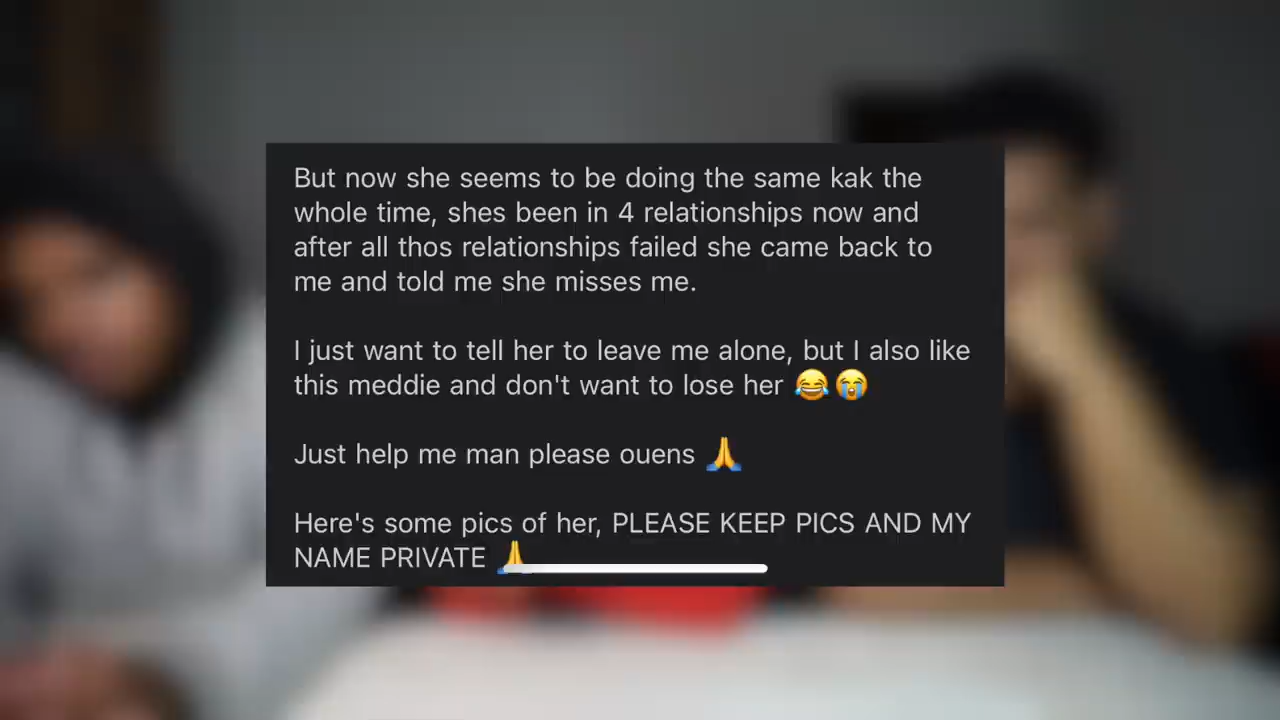 But now she seems to be doing the same kak the
whole time, shes been in 4 relationships now and
after all thos relationships failed she came back to
me and told me she misses me.
I just want to tell her to leave me alone, but I also like
this meddie and don't want to lose her 😂😭
Just help me man please ouens 🙏
Here's some pics of her, PLEASE KEEP PICS AND MY
NAME PRIVATE 🙏